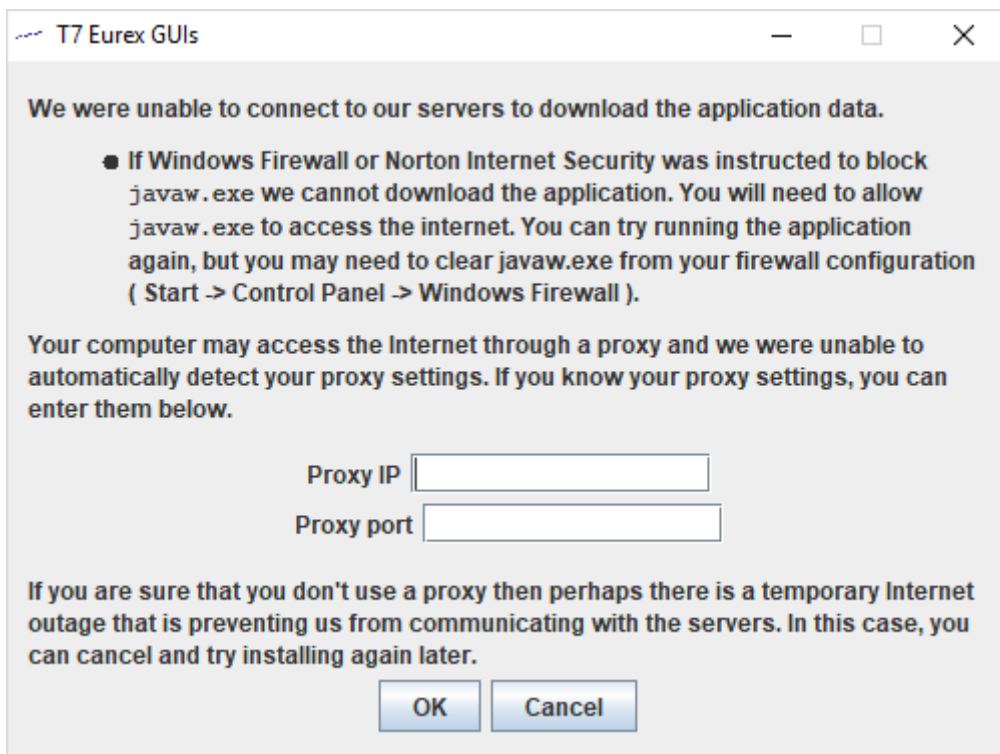 T7 Eurex GUIs
We were unable to connect to our servers to download the application data.
● If Windows Firewall or Norton Internet Security was instructed to block
javaw.exe we cannot download the application. You will need to allow
javaw.exe to access the internet. You can try running the application
again, but you may need to clear javaw.exe from your firewall configuration
( Start -> Control Panel -> Windows Firewall ).
Your computer may access the Internet through a proxy and we were unable to
automatically detect your proxy settings. If you know your proxy settings, you can
enter them below.
Proxy IP
Proxy port
If you are sure that you don't use a proxy then perhaps there is a temporary Internet
outage that is preventing us from communicating with the servers. In this case, you
can cancel and try installing again later.
OK Cancel